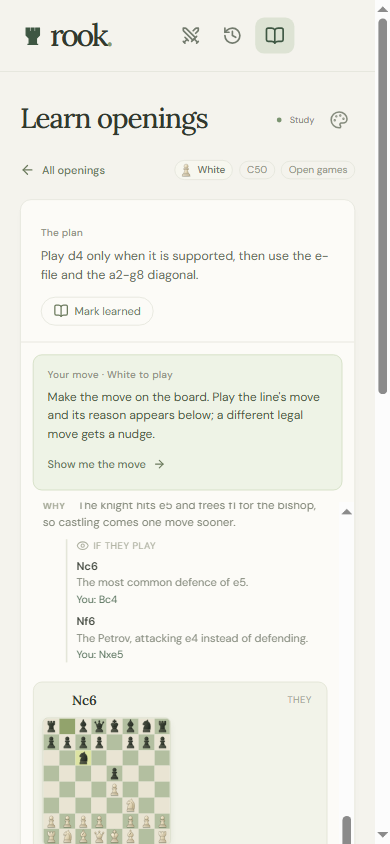 rook.
Learn openings
Study
All openings
White
C50
Open games
The plan
Play d4 only when it is supported, then use the e-
file and the a2-g8 diagonal.
Mark learned
Your move · White to play
Make the move on the board. Play the line's move
and its reason appears below; a different legal
move gets a nudge.
Show me the move →
WHY The knight hits e5 and frees f1 for the bishop,
so castling comes one move sooner.
IF THEY PLAY
Nc6
The most common defence of e5.
You: Bc4
Nf6
The Petrov, attacking e4 instead of defending.
You: Nxe5
Nc6
THEY